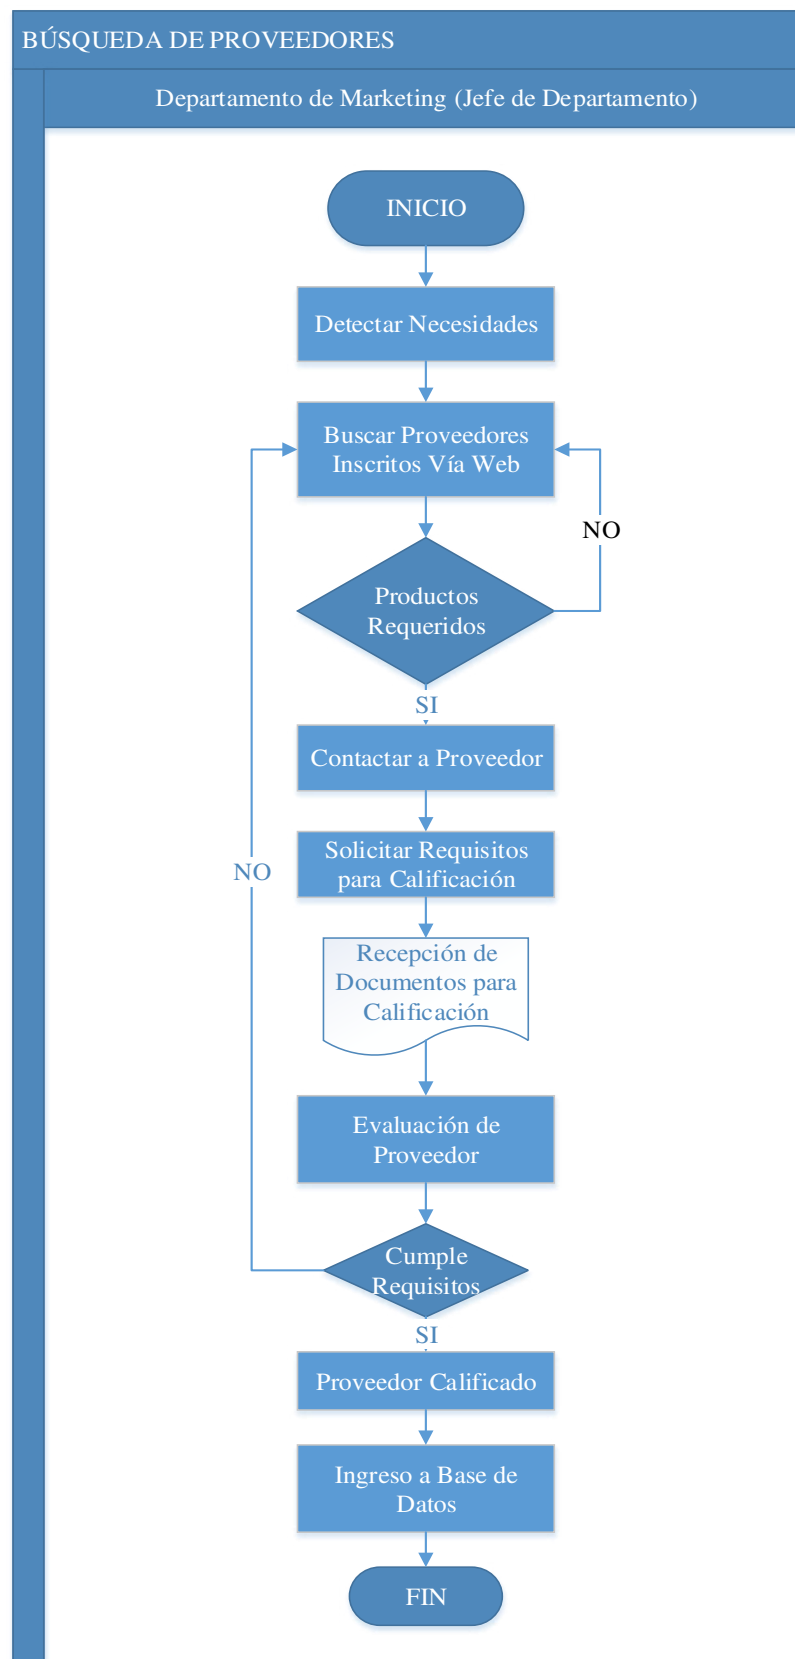 BÚSQUEDA DE PROVEEDORES
Departamento de Marketing (Jefe de Departamento)
INICIO
Detectar Necesidades
Buscar Proveedores
Inscritos Vía Web
NO
Productos
Requeridos
SI
Contactar a Proveedor
Solicitar Requisitos
para Calificación
NO
Recepción de
Documentos para
Calificación
Evaluación de
Proveedor
Cumple
Requisitos
SI
Proveedor Calificado
Ingreso a Base de
Datos
FIN